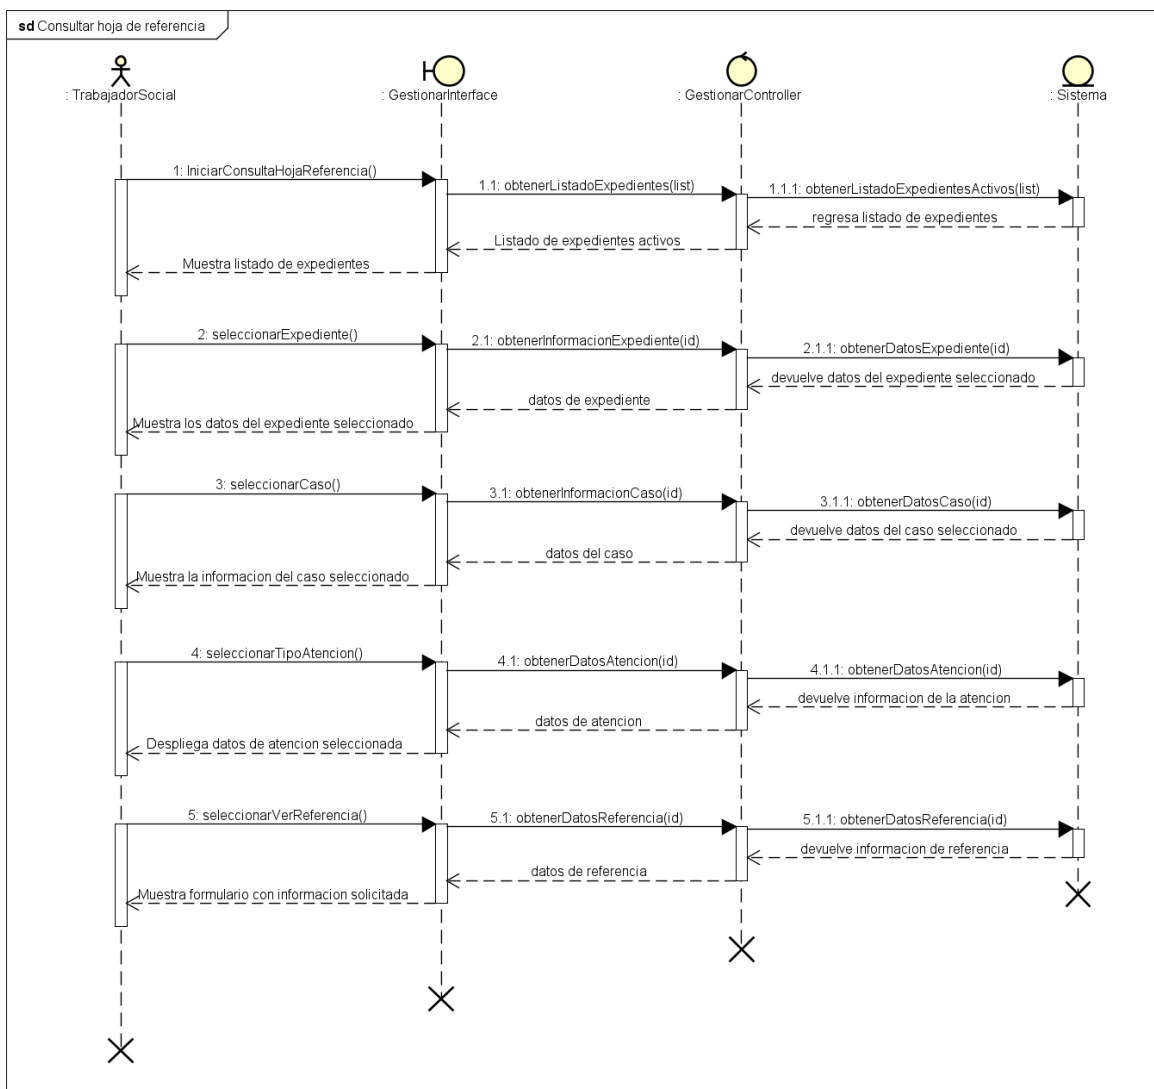 sd Consultar hoja de referencia
: TrabajadorSocial
: GestionarInterface
: GestionarController
: Sistema
1: IniciarConsultaHojaReferencia()
1.1: obtenerListadoExpedientes(list)
1.1.1: obtenerListadoExpedientesActivos(list)
regresa listado de expedientes
Listado de expedientes activos
Muestra listado de expedientes
2: seleccionarExpediente()
2.1: obtenerInformacionExpediente(id)
2.1.1: obtenerDatosExpediente(id)
devuelve datos del expediente seleccionado
datos de expediente
Muestra los datos del expediente seleccionado
3: seleccionarCaso()
3.1: obtenerInformacionCaso(id)
3.1.1: obtenerDatosCaso(id)
devuelve datos del caso seleccionado
datos del caso
Muestra la informacion del caso seleccionado
4: seleccionarTipoAtencion()
4.1: obtenerDatosAtencion(id)
4.1.1: obtenerDatosAtencion(id)
devuelve informacion de la atencion
datos de atencion
Despliega datos de atencion seleccionada
5: seleccionarVerReferencia()
5.1: obtenerDatosReferencia(id)
5.1.1: obtenerDatosReferencia(id)
devuelve informacion de referencia
datos de referencia
Muestra formulario con informacion solicitada